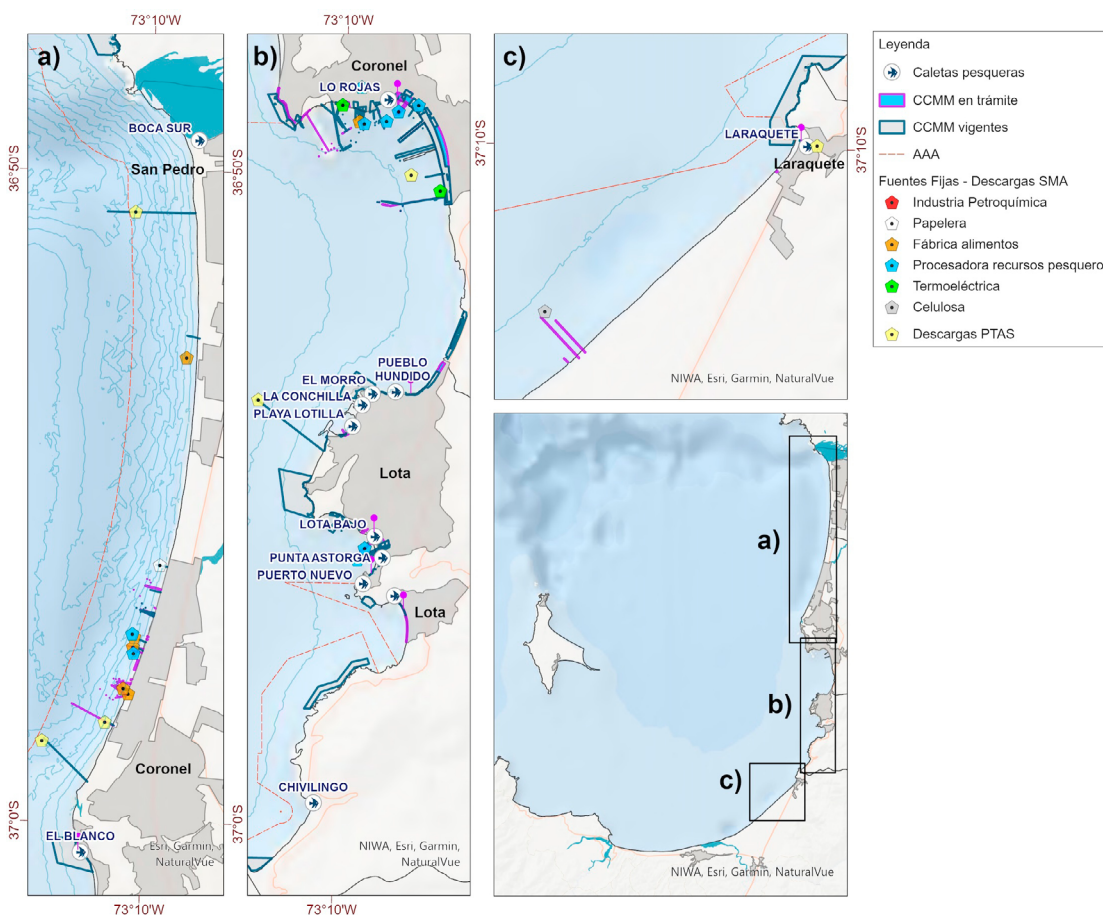 73°10'W
73°10'W
a)
b)
c)
Coronel
LO ROJAS
BOCA SUR
San Pedro
36°50'S
36°50'S
37°10'S
LARAQUETE
Laraquete
37°10'S
NIWA, Esri, Garmin, NaturalVue
Leyenda
Caletas pesqueras
CCMM en trámite
CCMM vigentes
AAA
Fuentes Fijas - Descargas SMA
Industria Petroquímica
Papelera
Fábrica alimentos
Procesadora recursos pesquero
Termoeléctrica
Celulosa
Descargas PTAS
PUEBLO
HUNDIDO
EL MORRO
LA CONCHILLA
PLAYA LOTILLA
Lota
LOTA BAJO
PUNTA ASTORGA
PUERTO NUEVO
Lota
CHIVILINGO
Coronel
37°0'S
37°0'S
EL BLANCO
Esri, Garmin,
NaturalVue
NIWA, Esri, Garmin,
NaturalVue
a)
b)
c)
NIWA, Esri, Garmin, NaturalVue
73°10'W
73°10'W